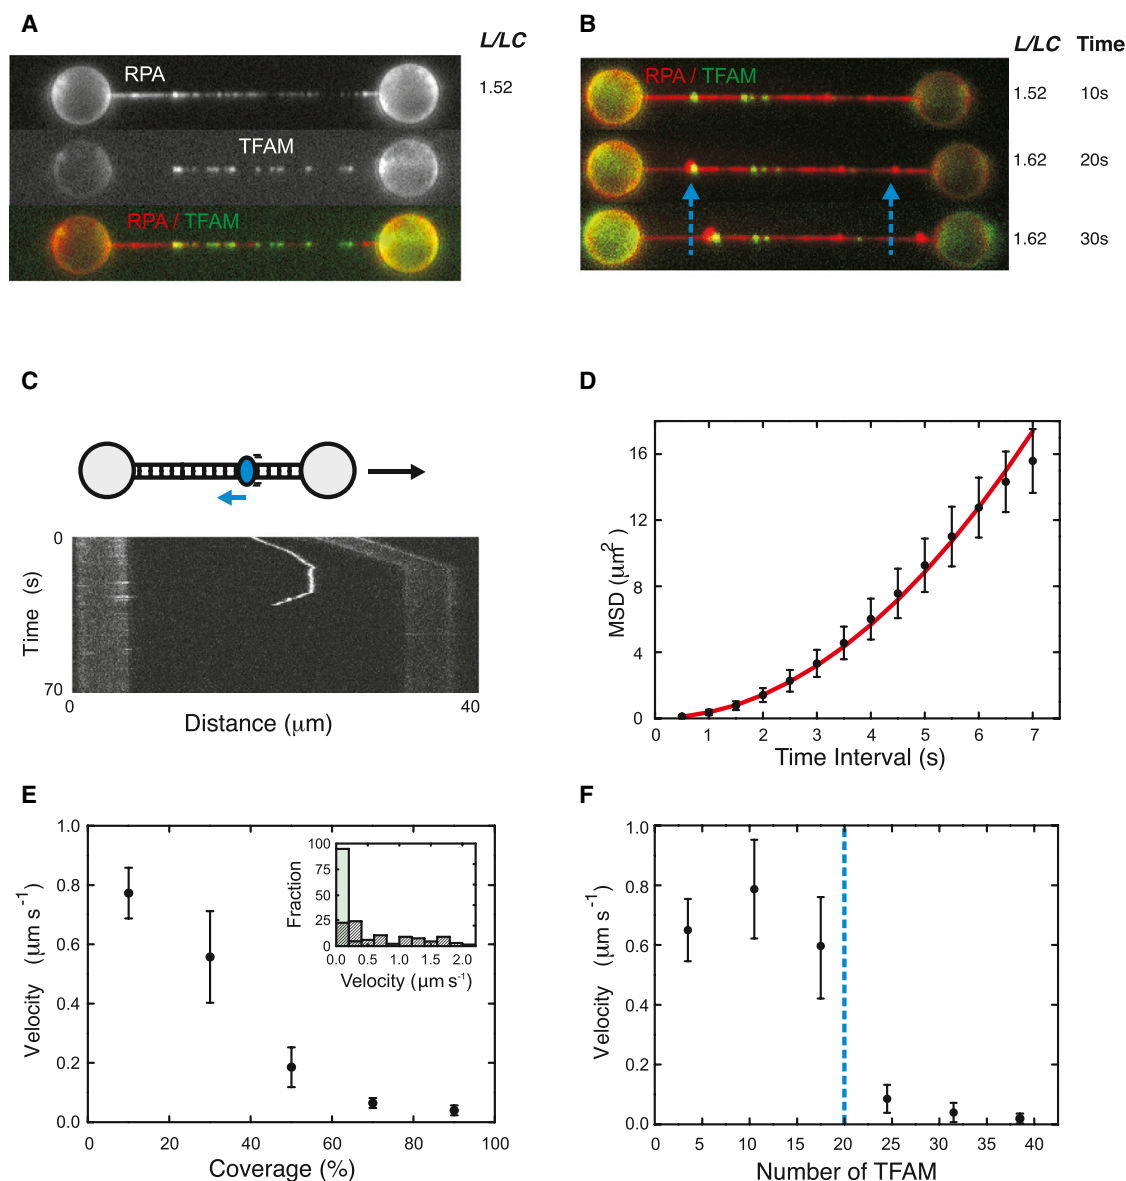 A
L/LC
RPA
1.52
TFAM
RPA / TFAM
B
L/LC Time
RPA / TFAM
1.52 10s
1.62 20s
1.62 30s
C
0
Time (s)
70
0 40
Distance (μm)
D
16
12
8
4
0
MSD (μm²)
0 1 2 3 4 5 6 7
Time Interval (s)
E
1.0
0.8
0.6
0.4
0.2
0.0
Velocity (μm s⁻¹)
0 20 40 60 80 100
Coverage (%)
100
75
50
25
0
Fraction
0.0 0.5 1.0 1.5 2.0
Velocity (μm s⁻¹)
F
1.0
0.8
0.6
0.4
0.2
0.0
Velocity (μm s⁻¹)
0 5 10 15 20 25 30 35 40
Number of TFAM